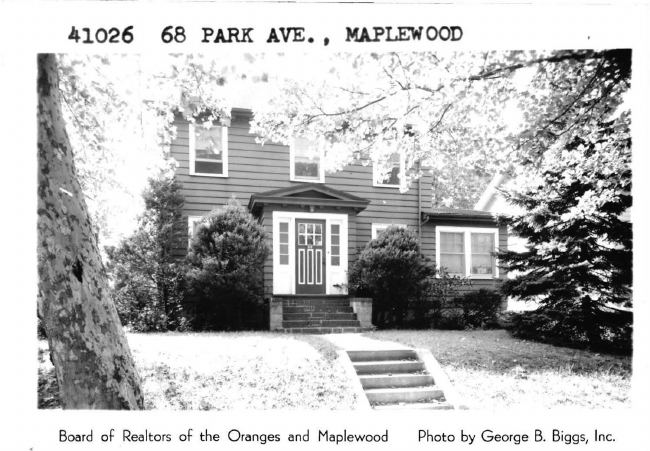 41026 68 PARK AVE., MAPLEWOOD
Board of Realtors of the Oranges and Maplewood Photo by George B. Biggs, Inc.